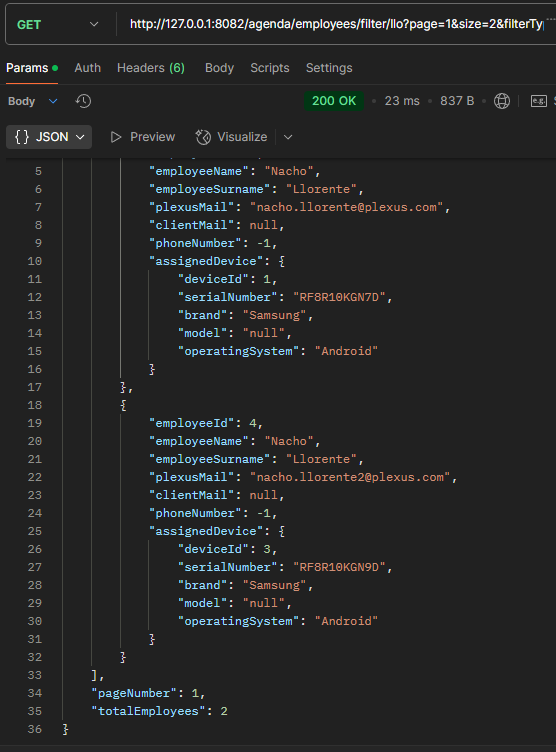 GET http://127.0.0.1:8082/agenda/employees/filter/llo?page=1&size=2&filterTy
Params Auth Headers (6) Body Scripts Settings
Body 200 OK 23 ms 837 B e.g.
{} JSON Preview Visualize
5 "employeeName": "Nacho",
6 "employeeSurname": "Llorente",
7 "plexusMail": "nacho.llorente@plexus.com",
8 "clientMail": null,
9 "phoneNumber": -1,
10 "assignedDevice": {
11 "deviceId": 1,
12 "serialNumber": "RF8R10KGN7D",
13 "brand": "Samsung",
14 "model": "null",
15 "operatingSystem": "Android"
16 }
17 },
18 {
19 "employeeId": 4,
20 "employeeName": "Nacho",
21 "employeeSurname": "Llorente",
22 "plexusMail": "nacho.llorente2@plexus.com",
23 "clientMail": null,
24 "phoneNumber": -1,
25 "assignedDevice": {
26 "deviceId": 3,
27 "serialNumber": "RF8R10KGN9D",
28 "brand": "Samsung",
29 "model": "null",
30 "operatingSystem": "Android"
31 }
32 }
33 ],
34 "pageNumber": 1,
35 "totalEmployees": 2
36 }